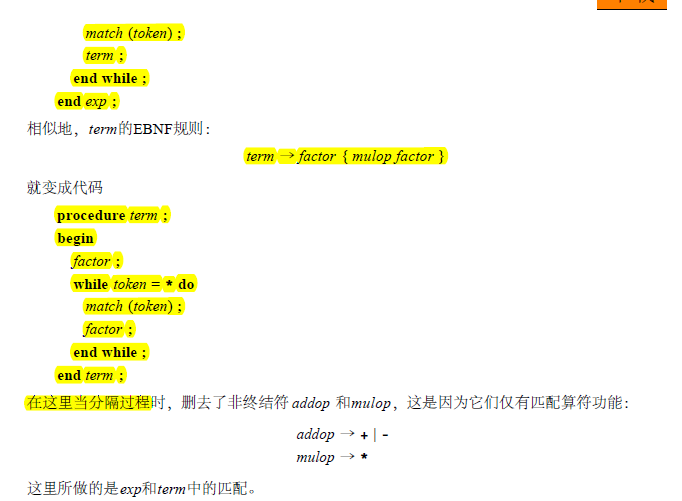 match (token) ;
term ;
end while ;
end exp ;
相似地，term的EBNF规则：
term → factor { mulop factor }
就变成代码
procedure term ;
begin
factor ;
while token = * do
match (token) ;
factor ;
end while ;
end term ;
在这里当分隔过程时，删去了非终结符 addop 和mulop，这是因为它们仅有匹配算符功能：
addop → + | -
mulop → *
这里所做的是exp和term中的匹配。